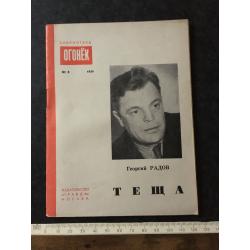 БИБЛИОТЕКА
ОГОНЁК
№ 8
Георгий РАДОВ
ТЕЩА
ИЗДАТЕЛЬСТВО
«ПРАВДА»
МОСКВА